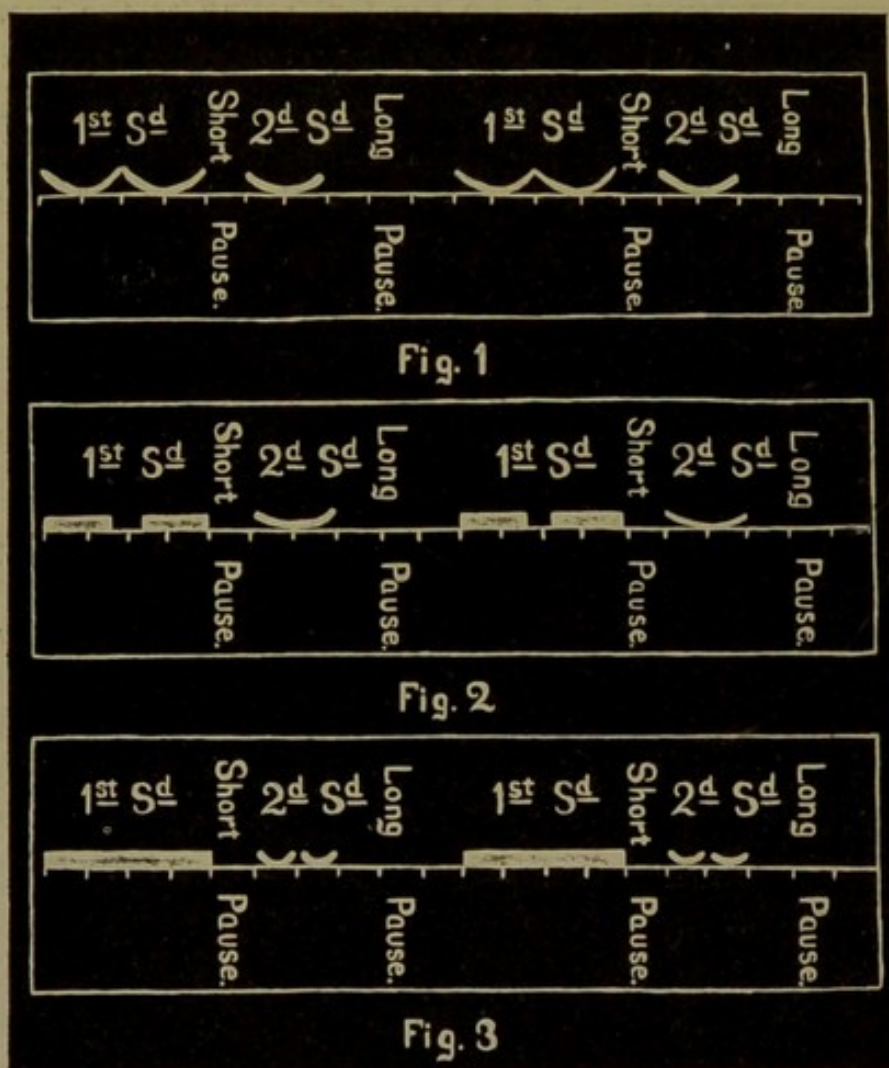 1st Sd Short Pause. 2d Sd Long Pause. 1st Sd Short Pause. 2d Sd Long Pause.
Fig. 1
1st Sd Short Pause. 2d Sd Long Pause. 1st Sd Short Pause. 2d Sd Long Pause.
Fig. 2
1st Sd Short Pause. 2d Sd Long Pause. 1st Sd Short Pause. 2d Sd Long Pause.
Fig. 3